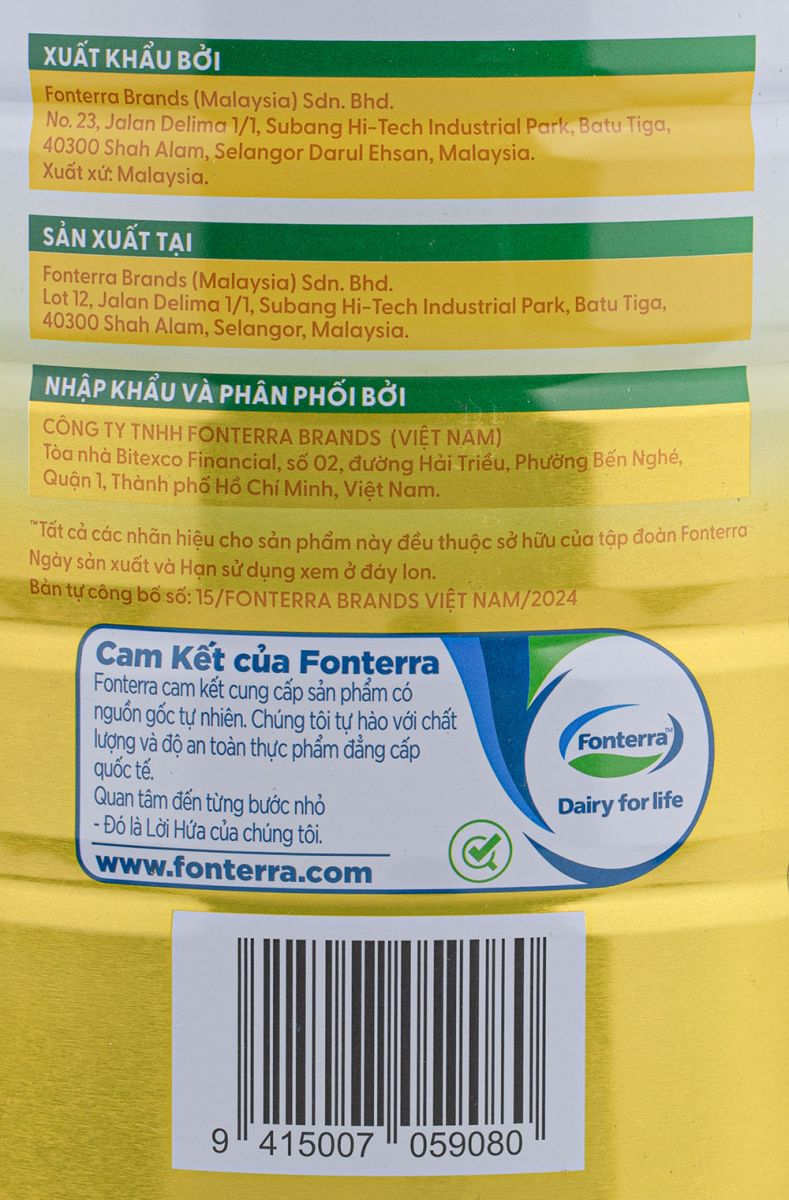 XUẤT KHẨU BỞI
Fonterra Brands (Malaysia) Sdn. Bhd.
No. 23, Jalan Delima 1/1, Subang Hi-Tech Industrial Park, Batu Tiga,
40300 Shah Alam, Selangor Darul Ehsan, Malaysia.
Xuất xứ: Malaysia.
SẢN XUẤT TẠI
Fonterra Brands (Malaysia) Sdn. Bhd.
Lot 12, Jalan Delima 1/1, Subang Hi-Tech Industrial Park, Batu Tiga,
40300 Shah Alam, Selangor, Malaysia.
NHẬP KHẨU VÀ PHÂN PHỐI BỞI
CÔNG TY TNHH FONTERRA BRANDS (VIỆT NAM)
Tòa nhà Bitexco Financial, số 02, đường Hải Triều, Phường Bến Nghé,
Quận 1, Thành phố Hồ Chí Minh, Việt Nam.
™Tất cả các nhãn hiệu cho sản phẩm này đều thuộc sở hữu của tập đoàn Fonterra
Ngày sản xuất và Hạn sử dụng xem ở đáy lon.
Bản tự công bố số: 15/FONTERRA BRANDS VIỆT NAM/2024
Cam Kết của Fonterra
Fonterra cam kết cung cấp sản phẩm có
nguồn gốc tự nhiên. Chúng tôi tự hào với chất
lượng và độ an toàn thực phẩm đẳng cấp
quốc tế.
Quan tâm đến từng bước nhỏ
- Đó là Lời Hứa của chúng tôi.
www.fonterra.com
Fonterra™
Dairy for life
9 415007 059080